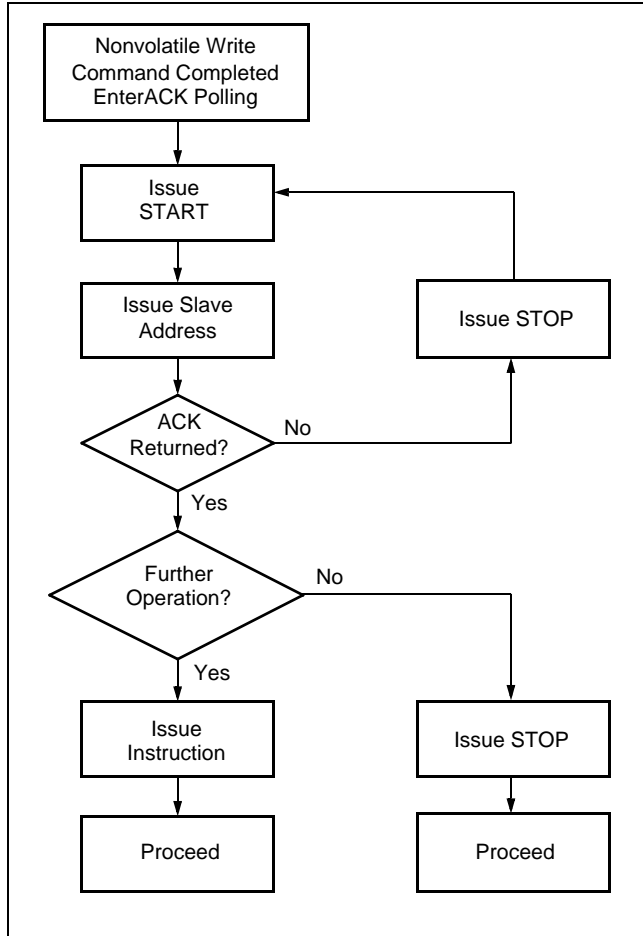 Nonvolatile Write
Command Completed
EnterACK Polling
Issue
START
Issue Slave
Address
Issue STOP
ACK
Returned?
No
Yes
Further
Operation?
No
Yes
Issue
Instruction
Issue STOP
Proceed
Proceed